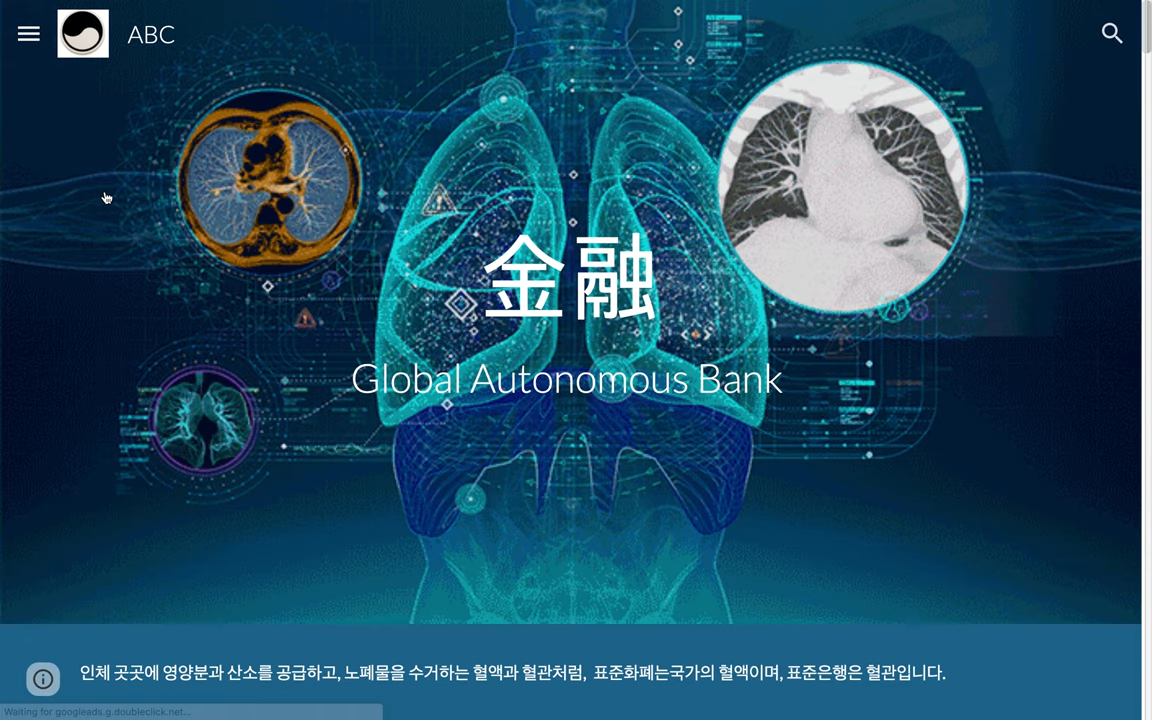 ABC
金融
Global Autonomous Bank
인체 곳곳에 영양분과 산소를 공급하고, 노폐물을 수거하는 혈액과 혈관처럼, 표준화폐는국가의 혈액이며, 표준은행은 혈관입니다.
Waiting for googleads.g.doubleclick.net...